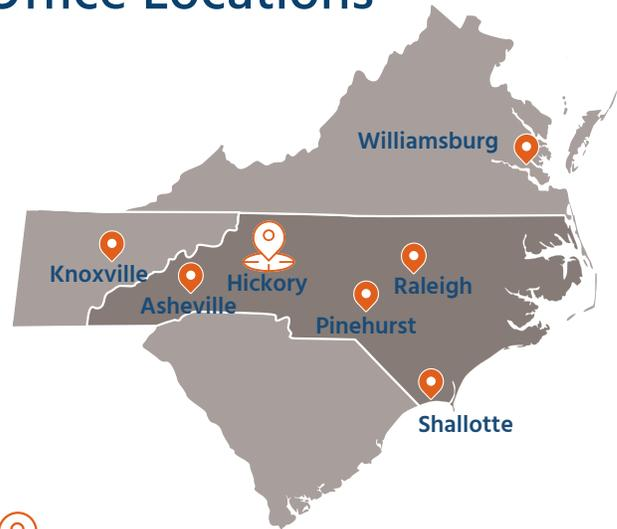 Office Locations
Williamsburg
Knoxville
Hickory
Raleigh
Asheville
Pinehurst
Shallotte